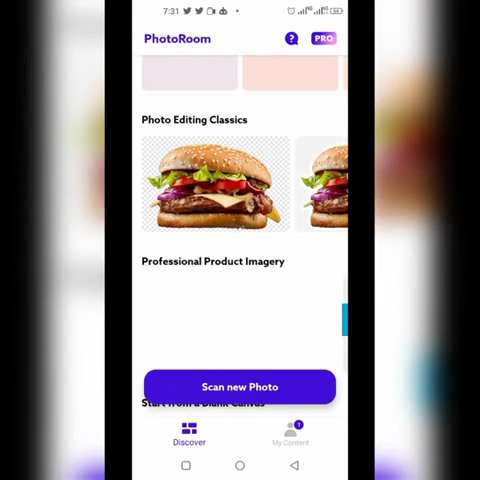 7:31
PhotoRoom
?
PRO
Photo Editing Classics
Professional Product Imagery
Scan new Photo
Start from a Blank Canvas
1
Discover
My Content